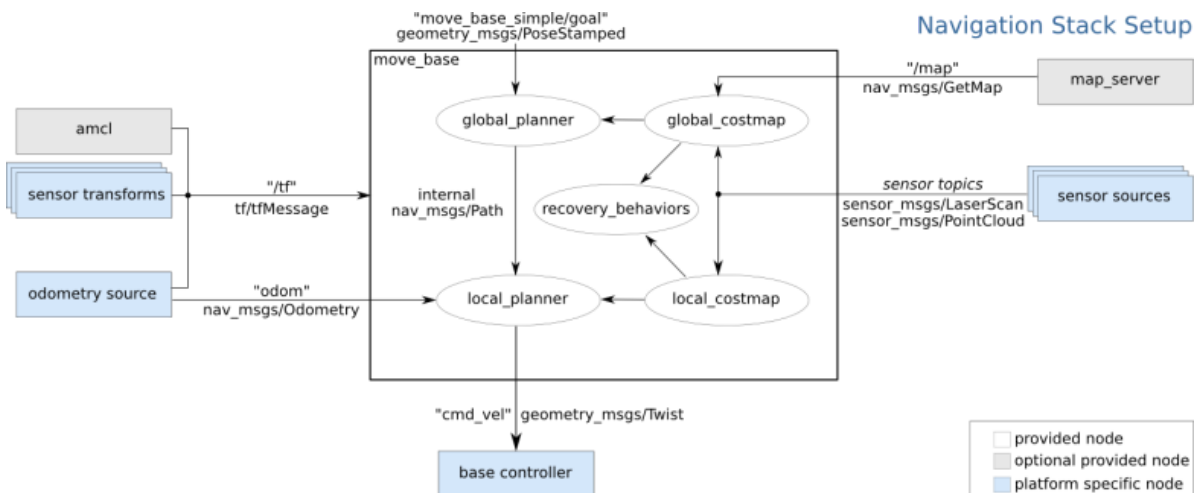 "move_base_simple/goal"
geometry_msgs/PoseStamped
Navigation Stack Setup
move_base
"/map"
nav_msgs/GetMap
map_server
amcl
global_planner
global_costmap
sensor transforms
"/tf"
tf/tfMessage
internal
nav_msgs/Path
recovery_behaviors
sensor topics
sensor_msgs/LaserScan
sensor_msgs/PointCloud
sensor sources
odometry source
"odom"
nav_msgs/Odometry
local_planner
local_costmap
"cmd_vel" geometry_msgs/Twist
base controller
provided node
optional provided node
platform specific node